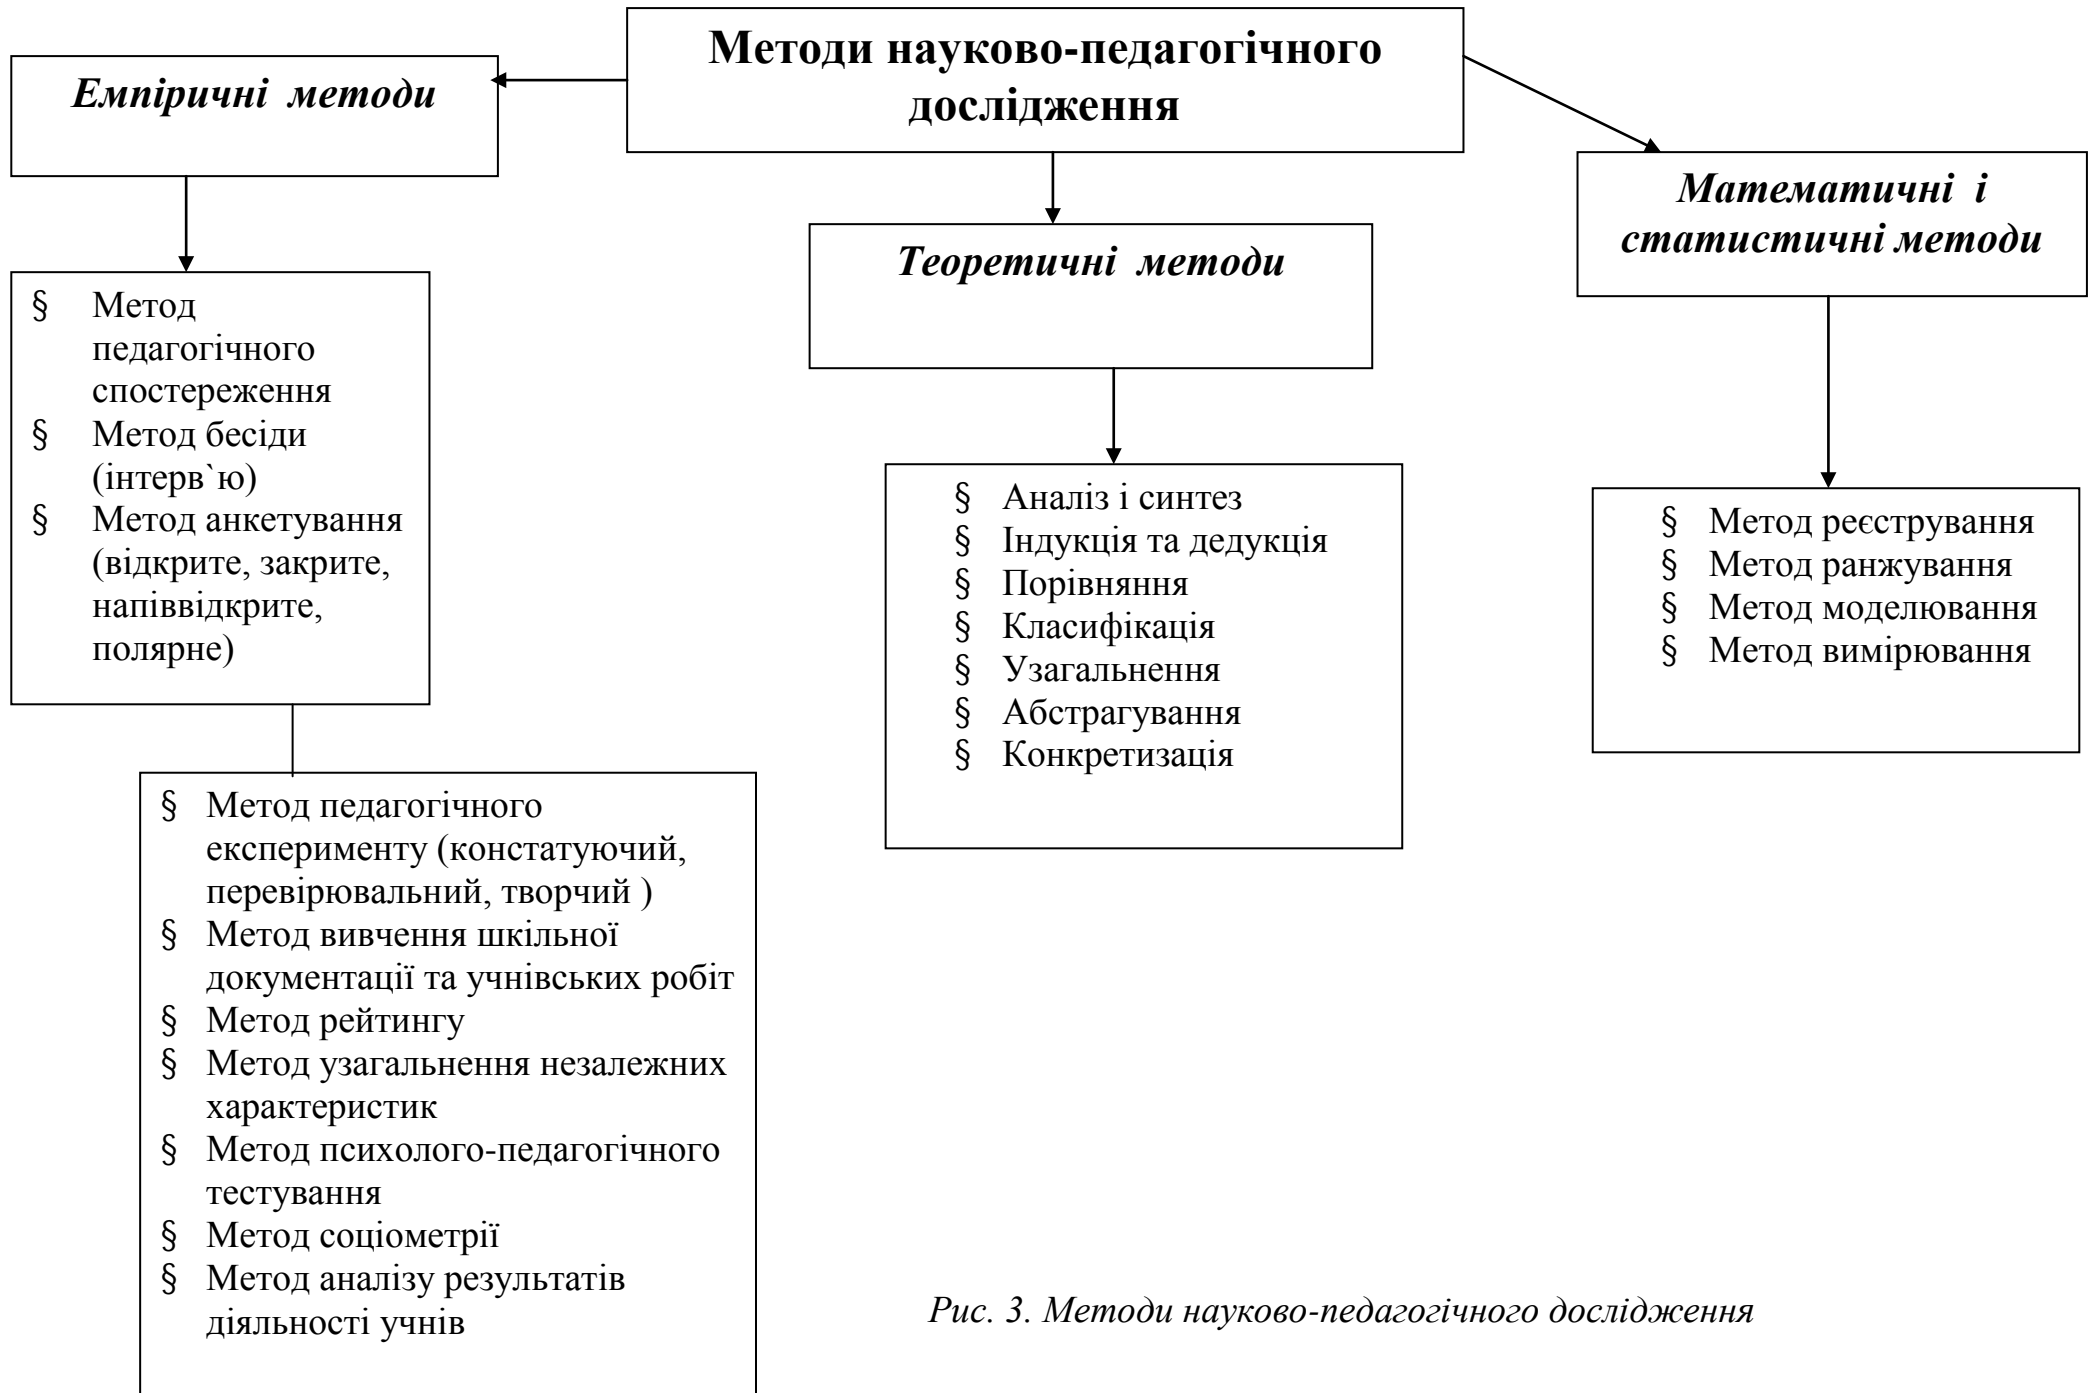 Методи науково-педагогічного
дослідження
Емпіричні методи
Теоретичні методи
Математичні і
статистичні методи
§ Метод
педагогічного
спостереження
§ Метод бесіди
(інтерв`ю)
§ Метод анкетування
(відкрите, закрите,
напіввідкрите,
полярне)
§ Метод педагогічного
експерименту (констатуючий,
перевірювальний, творчий )
§ Метод вивчення шкільної
документації та учнівських робіт
§ Метод рейтингу
§ Метод узагальнення незалежних
характеристик
§ Метод психолого-педагогічного
тестування
§ Метод соціометрії
§ Метод аналізу результатів
діяльності учнів
§ Аналіз і синтез
§ Індукція та дедукція
§ Порівняння
§ Класифікація
§ Узагальнення
§ Абстрагування
§ Конкретизація
§ Метод реєстрування
§ Метод ранжування
§ Метод моделювання
§ Метод вимірювання
Рис. 3. Методи науково-педагогічного дослідження